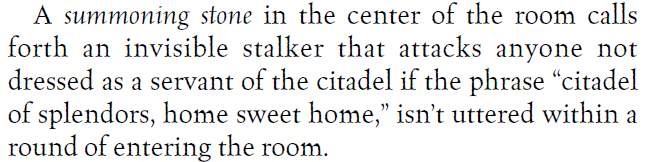 A summoning stone in the center of the room calls
forth an invisible stalker that attacks anyone not
dressed as a servant of the citadel if the phrase “citadel
of splendors, home sweet home,” isn’t uttered within a
round of entering the room.